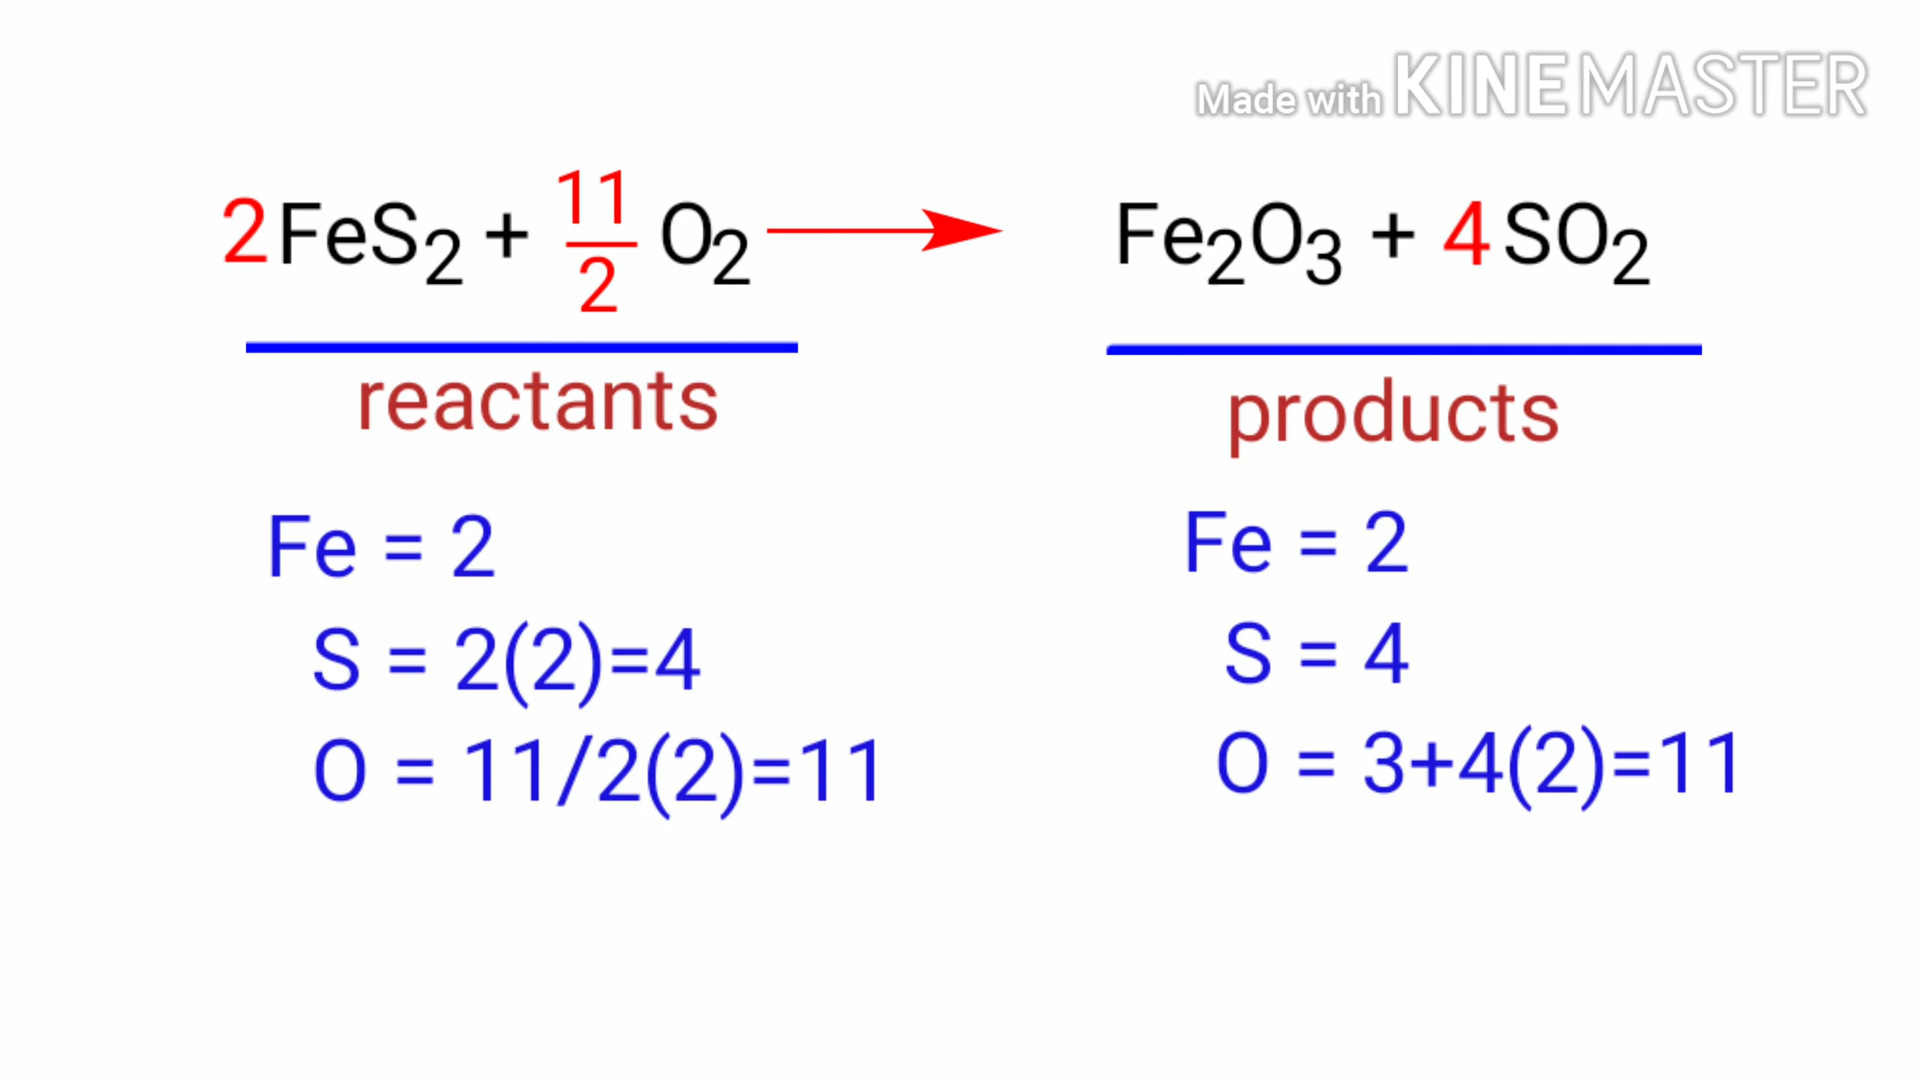 Made with KINEMASTER
2FeS2 + 11/2 O2 → Fe2O3 + 4SO2
reactants
products
Fe = 2
S = 2(2)=4
O = 11/2(2)=11
Fe = 2
S = 4
O = 3+4(2)=11